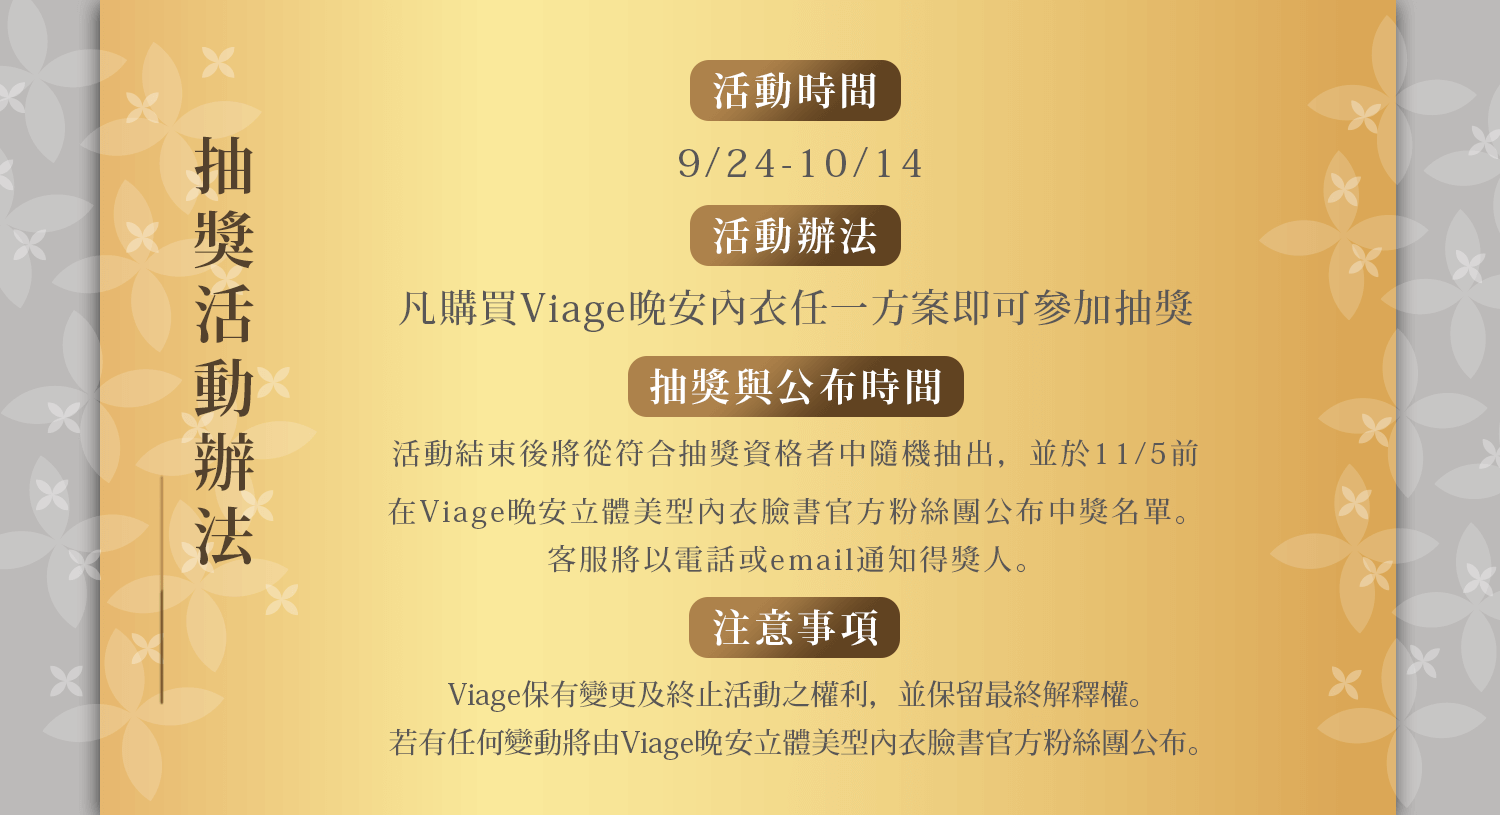 抽獎活動辦法
活動時間
9/24-10/14
活動辦法
凡購買Viage晚安內衣任一方案即可參加抽獎
抽獎與公布時間
活動結束後將從符合抽獎資格者中隨機抽出，並於11/5前
在Viage晚安立體美型內衣臉書官方粉絲團公布中獎名單。
客服將以電話或email通知得獎人。
注意事項
Viage保有變更及終止活動之權利，並保留最終解釋權。
若有任何變動將由Viage晚安立體美型內衣臉書官方粉絲團公布。